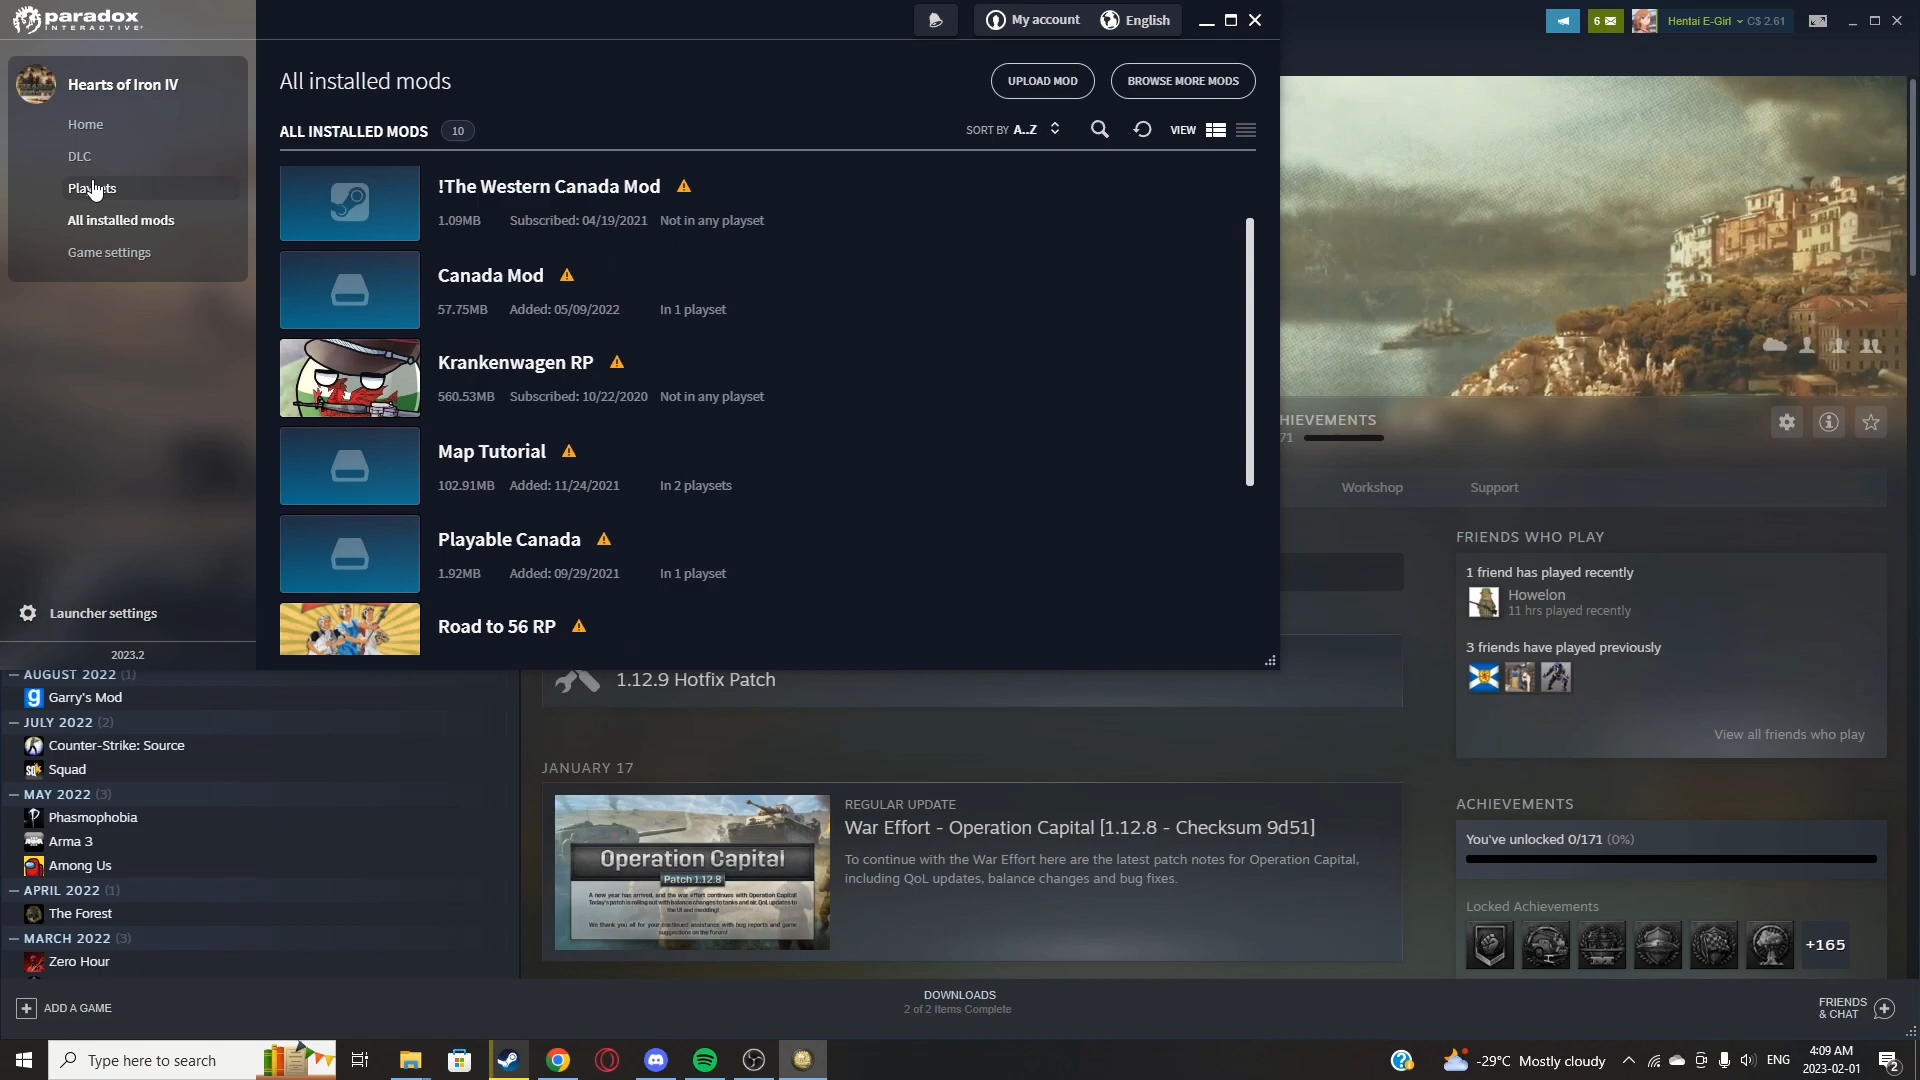 paradox
INTERACTIVE
My account
English
6
Hentai E-Girl
C$ 2.61
Hearts of Iron IV
Home
DLC
Playsets
All installed mods
Game settings
Launcher settings
2023.2
All installed mods
UPLOAD MOD
BROWSE MORE MODS
ALL INSTALLED MODS 10
SORT BY A..Z
VIEW
!The Western Canada Mod
1.09MB Subscribed: 04/19/2021 Not in any playset
Canada Mod
57.75MB Added: 05/09/2022 In 1 playset
Krankenwagen RP
560.53MB Subscribed: 10/22/2020 Not in any playset
Map Tutorial
102.91MB Added: 11/24/2021 In 2 playsets
Playable Canada
1.92MB Added: 09/29/2021 In 1 playset
Road to 56 RP
HIEVEMENTS
71
Workshop
Support
FRIENDS WHO PLAY
1 friend has played recently
Howelon
11 hrs played recently
3 friends have played previously
View all friends who play
AUGUST 2022 (1)
Garry's Mod
JULY 2022 (2)
Counter-Strike: Source
Squad
MAY 2022 (3)
Phasmophobia
Arma 3
Among Us
APRIL 2022 (1)
The Forest
MARCH 2022 (3)
Zero Hour
1.12.9 Hotfix Patch
JANUARY 17
Operation Capital
Patch 1.12.8
REGULAR UPDATE
War Effort - Operation Capital [1.12.8 - Checksum 9d51]
To continue with the War Effort here are the latest patch notes for Operation Capital,
including QoL updates, balance changes and bug fixes.
ACHIEVEMENTS
You've unlocked 0/171 (0%)
Locked Achievements
+165
ADD A GAME
DOWNLOADS
2 of 2 Items Complete
FRIENDS
& CHAT
Type here to search
-29°C Mostly cloudy
ENG
4:09 AM
2023-02-01
2